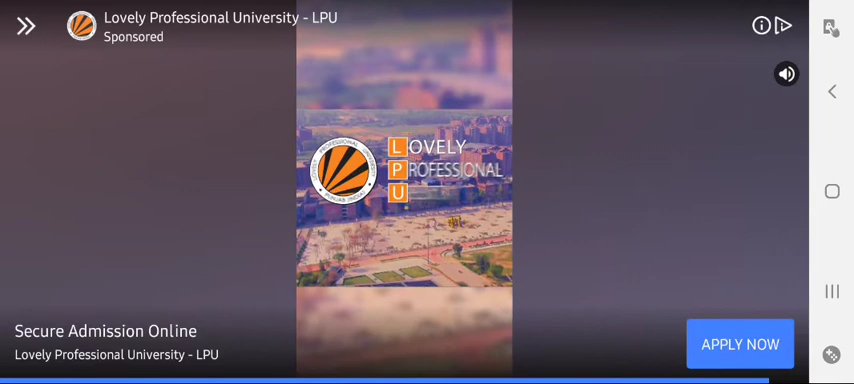 Lovely Professional University - LPU
Sponsored
LOVELY
PROFESSIONAL
U
Secure Admission Online
Lovely Professional University - LPU
APPLY NOW